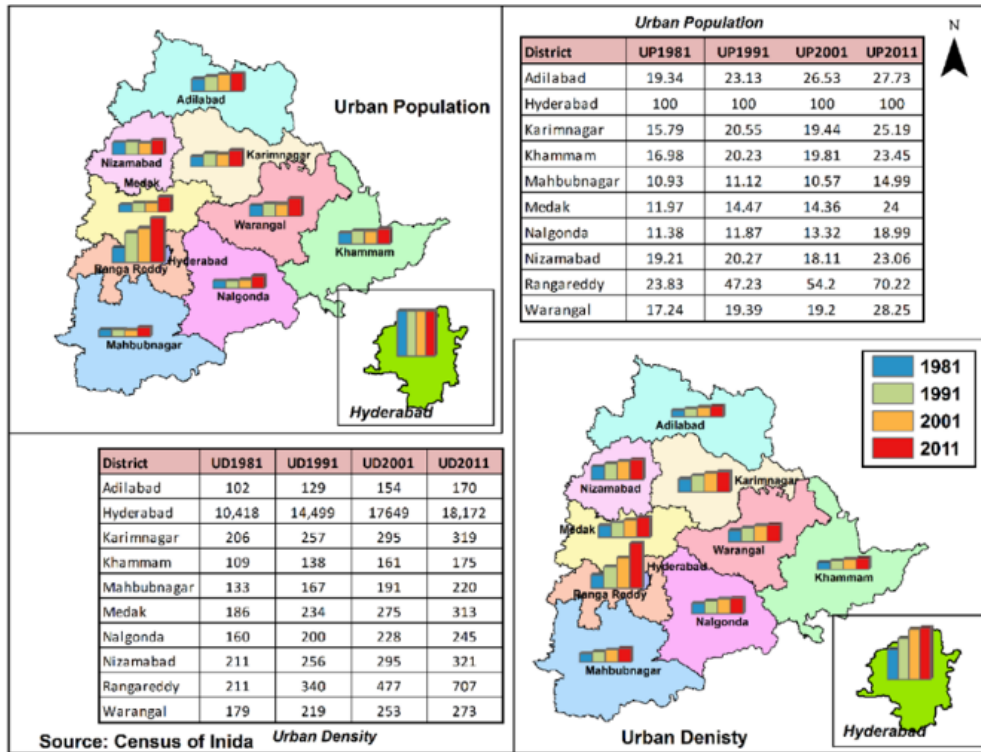 Urban Population
Adilabad
Nizamabad
Karimnagar
Medak
Warangal
Khammam
Ranga Reddy
Hyderabad
Nalgonda
Mahbubnagar
Hyderabad
Urban Population
N
District UP1981 UP1991 UP2001 UP2011
Adilabad 19.34 23.13 26.53 27.73
Hyderabad 100 100 100 100
Karimnagar 15.79 20.55 19.44 25.19
Khammam 16.98 20.23 19.81 23.45
Mahbubnagar 10.93 11.12 10.57 14.99
Medak 11.97 14.47 14.36 24
Nalgonda 11.38 11.87 13.32 18.99
Nizamabad 19.21 20.27 18.11 23.06
Rangareddy 23.83 47.23 54.2 70.22
Warangal 17.24 19.39 19.2 28.25
District UD1981 UD1991 UD2001 UD2011
Adilabad 102 129 154 170
Hyderabad 10,418 14,499 17649 18,172
Karimnagar 206 257 295 319
Khammam 109 138 161 175
Mahbubnagar 133 167 191 220
Medak 186 234 275 313
Nalgonda 160 200 228 245
Nizamabad 211 256 295 321
Rangareddy 211 340 477 707
Warangal 179 219 253 273
Source: Census of Inida
Urban Density
1981
1991
2001
2011
Adilabad
Nizamabad
Karimnagar
Medak
Warangal
Hyderabad
Khammam
Ranga Reddy
Nalgonda
Mahbubnagar
Hyderabad
Urban Denisty